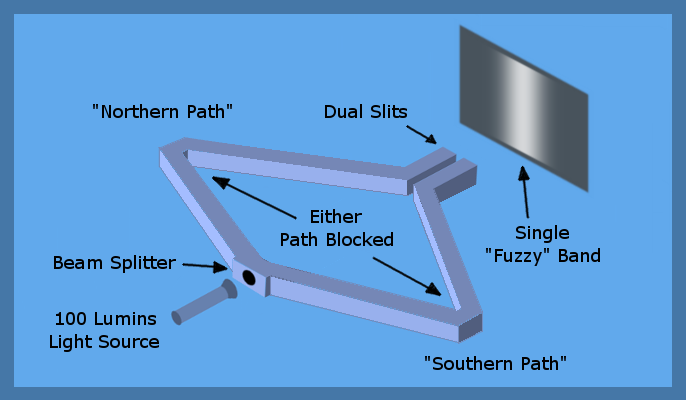 "Northern Path"
Dual Slits
Either
Path Blocked
Single
"Fuzzy" Band
Beam Splitter
100 Lumins
Light Source
"Southern Path"